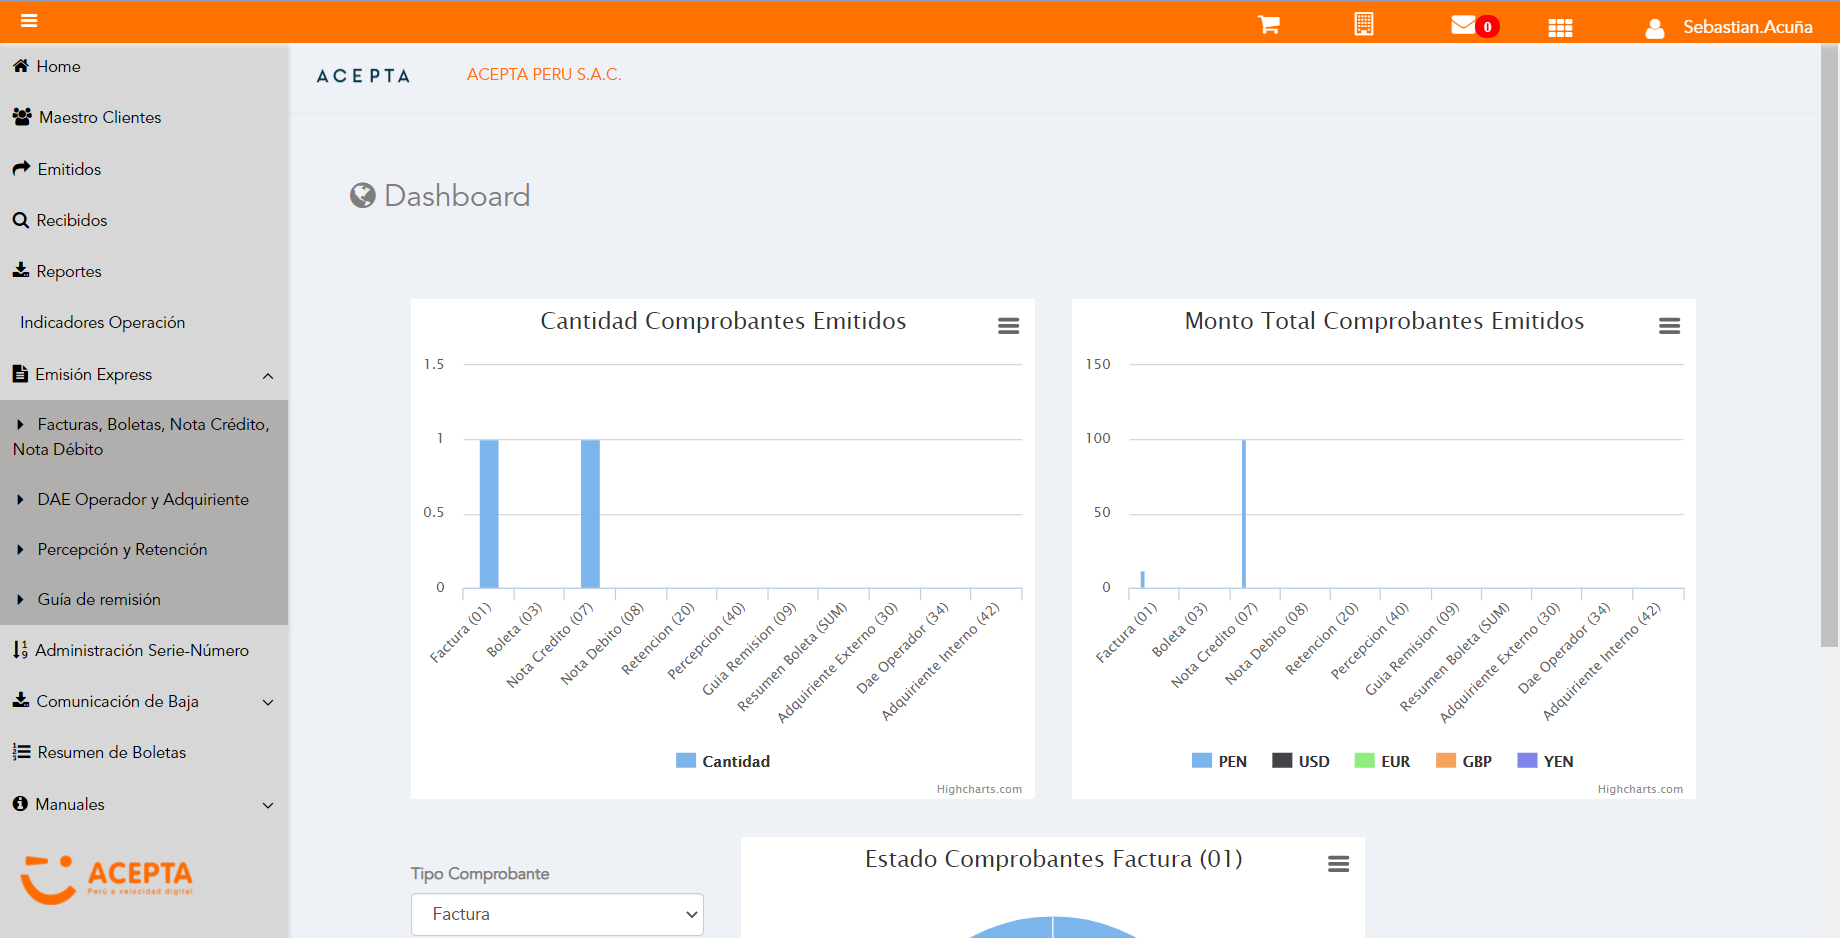 0
Sebastian.Acuña
Home
Maestro Clientes
Emitidos
Recibidos
Reportes
Indicadores Operación
Emisión Express
Facturas, Boletas, Nota Crédito,
Nota Débito
DAE Operador y Adquiriente
Percepción y Retención
Guía de remisión
Administración Serie-Número
Comunicación de Baja
Resumen de Boletas
Manuales
ACEPTA
Perú a velocidad digital
ACEPTA
ACEPTA PERU S.A.C.
Dashboard
Cantidad Comprobantes Emitidos
1.5
1
0.5
0
Factura (01)
Boleta (03)
Nota Credito (07)
Nota Debito (08)
Retencion (20)
Percepcion (40)
Guia Remision (09)
Resumen Boleta (SUM)
Adquiriente Externo (30)
Dae Operador (34)
Adquiriente Interno (42)
Cantidad
Highcharts.com
Monto Total Comprobantes Emitidos
150
100
50
0
Factura (01)
Boleta (03)
Nota Credito (07)
Nota Debito (08)
Retencion (20)
Percepcion (40)
Guia Remision (09)
Resumen Boleta (SUM)
Adquiriente Externo (30)
Dae Operador (34)
Adquiriente Interno (42)
PEN USD EUR GBP YEN
Highcharts.com
Tipo Comprobante
Factura
Estado Comprobantes Factura (01)